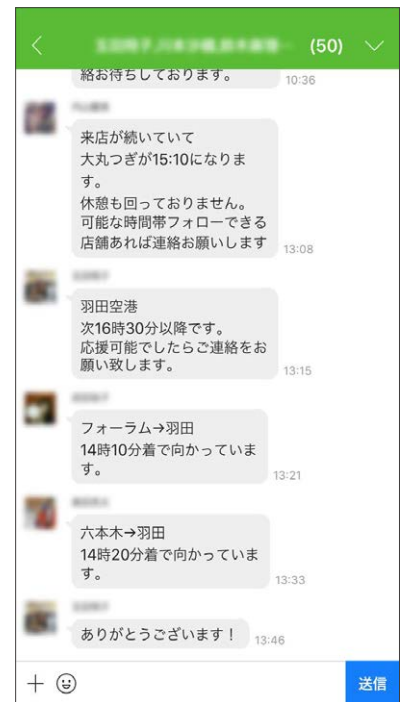 (50)
絡お待ちしております。
10:36
来店が続いていて
大丸つぎが15:10になりま
す。
休憩も回っておりません。
可能な時間帯フォローできる
店舗あれば連絡お願いします
13:08
羽田空港
次16時30分以降です。
応援可能でしたらご連絡をお
願い致します。
13:15
フォーラム→羽田
14時10分着で向かっていま
す。
13:21
六本木→羽田
14時20分着で向かっていま
す。
13:33
ありがとうございます！
13:46
送信